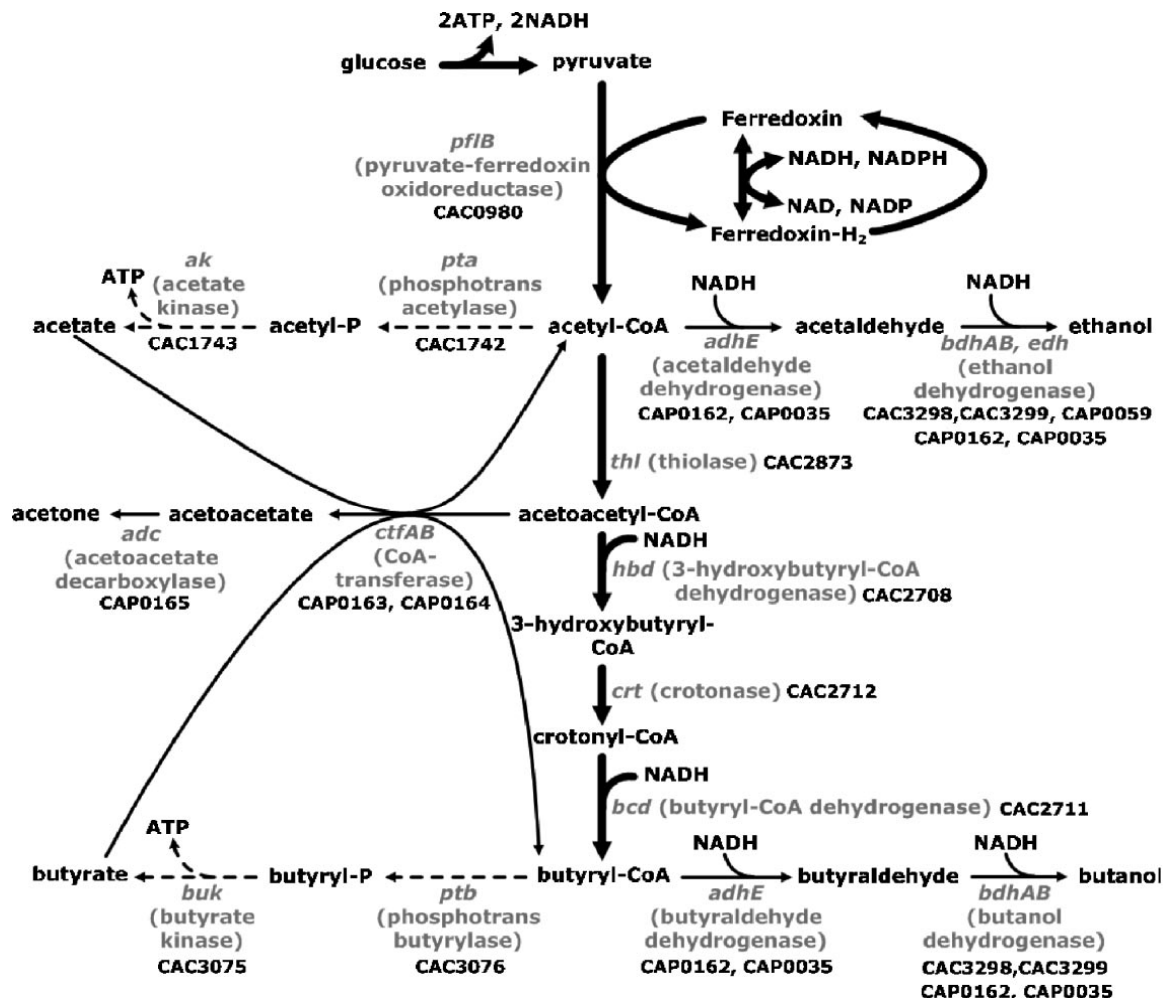 2ATP, 2NADH
glucose
pyruvate
pflB
(pyruvate-ferredoxin
oxidoreductase)
CAC0980
Ferredoxin
NADH, NADPH
NAD, NADP
Ferredoxin-H₂
ATP
ak
(acetate
kinase)
CAC1743
pta
(phosphotrans
acetylase)
CAC1742
NADH
NADH
acetate
acetyl-P
acetyl-CoA
acetaldehyde
ethanol
adhE
(acetaldehyde
dehydrogenase)
CAP0162, CAP0035
bdhAB, edh
(ethanol
dehydrogenase)
CAC3298,CAC3299, CAP0059
CAP0162, CAP0035
thl (thiolase) CAC2873
acetone
acetoacetate
acetoacetyl-CoA
adc
(acetoacetate
decarboxylase)
CAP0165
ctfAB
(CoA-
transferase)
CAP0163, CAP0164
NADH
hbd (3-hydroxybutyryl-CoA
dehydrogenase) CAC2708
3-hydroxybutyryl-
CoA
crt (crotonase) CAC2712
crotonyl-CoA
NADH
bcd (butyryl-CoA dehydrogenase) CAC2711
ATP
NADH
NADH
butyrate
butyryl-P
butyryl-CoA
butyraldehyde
butanol
buk
(butyrate
kinase)
CAC3075
ptb
(phosphotrans
butyrylase)
CAC3076
adhE
(butyraldehyde
dehydrogenase)
CAP0162, CAP0035
bdhAB
(butanol
dehydrogenase)
CAC3298,CAC3299
CAP0162, CAP0035